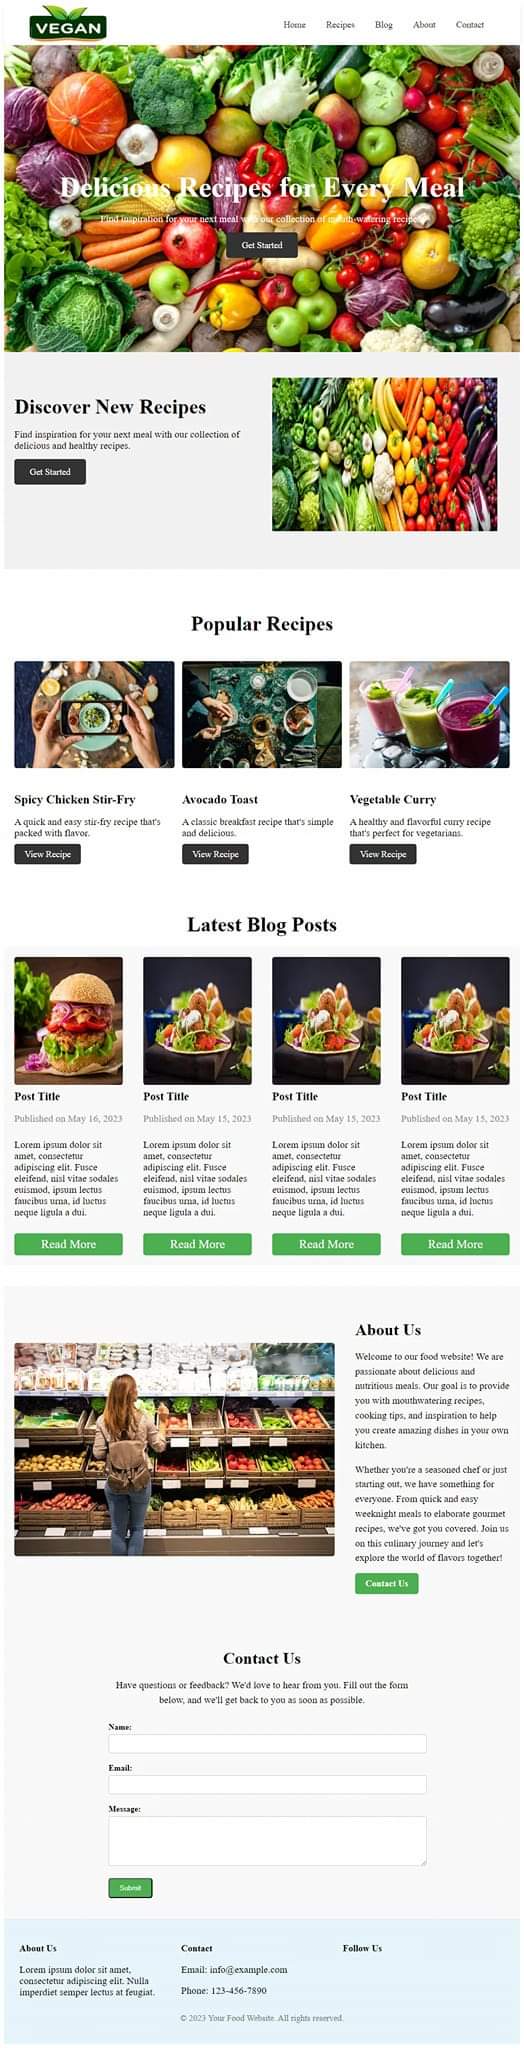 VEGAN
Home Recipes Blog About Contact
Delicious Recipes for Every Meal
Find inspiration for your next meal with our collection of mouth-watering recipes.
Get Started
Discover New Recipes
Find inspiration for your next meal with our collection of
delicious and healthy recipes.
Get Started
Popular Recipes
Spicy Chicken Stir-Fry
A quick and easy stir-fry recipe that's
packed with flavor.
View Recipe
Avocado Toast
A classic breakfast recipe that's simple
and delicious.
View Recipe
Vegetable Curry
A healthy and flavorful curry recipe
that's perfect for vegetarians.
View Recipe
Latest Blog Posts
Post Title
Published on May 16, 2023
Lorem ipsum dolor sit
amet, consectetur
adipiscing elit. Fusce
eleifend, nisl vitae sodales
euismod, ipsum lectus
faucibus urna, id luctus
neque ligula a dui.
Read More
Post Title
Published on May 15, 2023
Lorem ipsum dolor sit
amet, consectetur
adipiscing elit. Fusce
eleifend, nisl vitae sodales
euismod, ipsum lectus
faucibus urna, id luctus
neque ligula a dui.
Read More
Post Title
Published on May 15, 2023
Lorem ipsum dolor sit
amet, consectetur
adipiscing elit. Fusce
eleifend, nisl vitae sodales
euismod, ipsum lectus
faucibus urna, id luctus
neque ligula a dui.
Read More
Post Title
Published on May 15, 2023
Lorem ipsum dolor sit
amet, consectetur
adipiscing elit. Fusce
eleifend, nisl vitae sodales
euismod, ipsum lectus
faucibus urna, id luctus
neque ligula a dui.
Read More
About Us
Welcome to our food website! We are
passionate about delicious and
nutritious meals. Our goal is to provide
you with mouthwatering recipes,
cooking tips, and inspiration to help
you create amazing dishes in your own
kitchen.
Whether you're a seasoned chef or just
starting out, we have something for
everyone. From quick and easy
weeknight meals to elaborate gourmet
recipes, we've got you covered. Join us
on this culinary journey and let's
explore the world of flavors together!
Contact Us
Contact Us
Have questions or feedback? We'd love to hear from you. Fill out the form
below, and we'll get back to you as soon as possible.
Name:
Email:
Message:
Submit
About Us
Lorem ipsum dolor sit amet,
consectetur adipiscing elit. Nulla
imperdiet semper lectus at feugiat.
Contact
Email: info@example.com
Phone: 123-456-7890
Follow Us
© 2023 Your Food Website. All rights reserved.